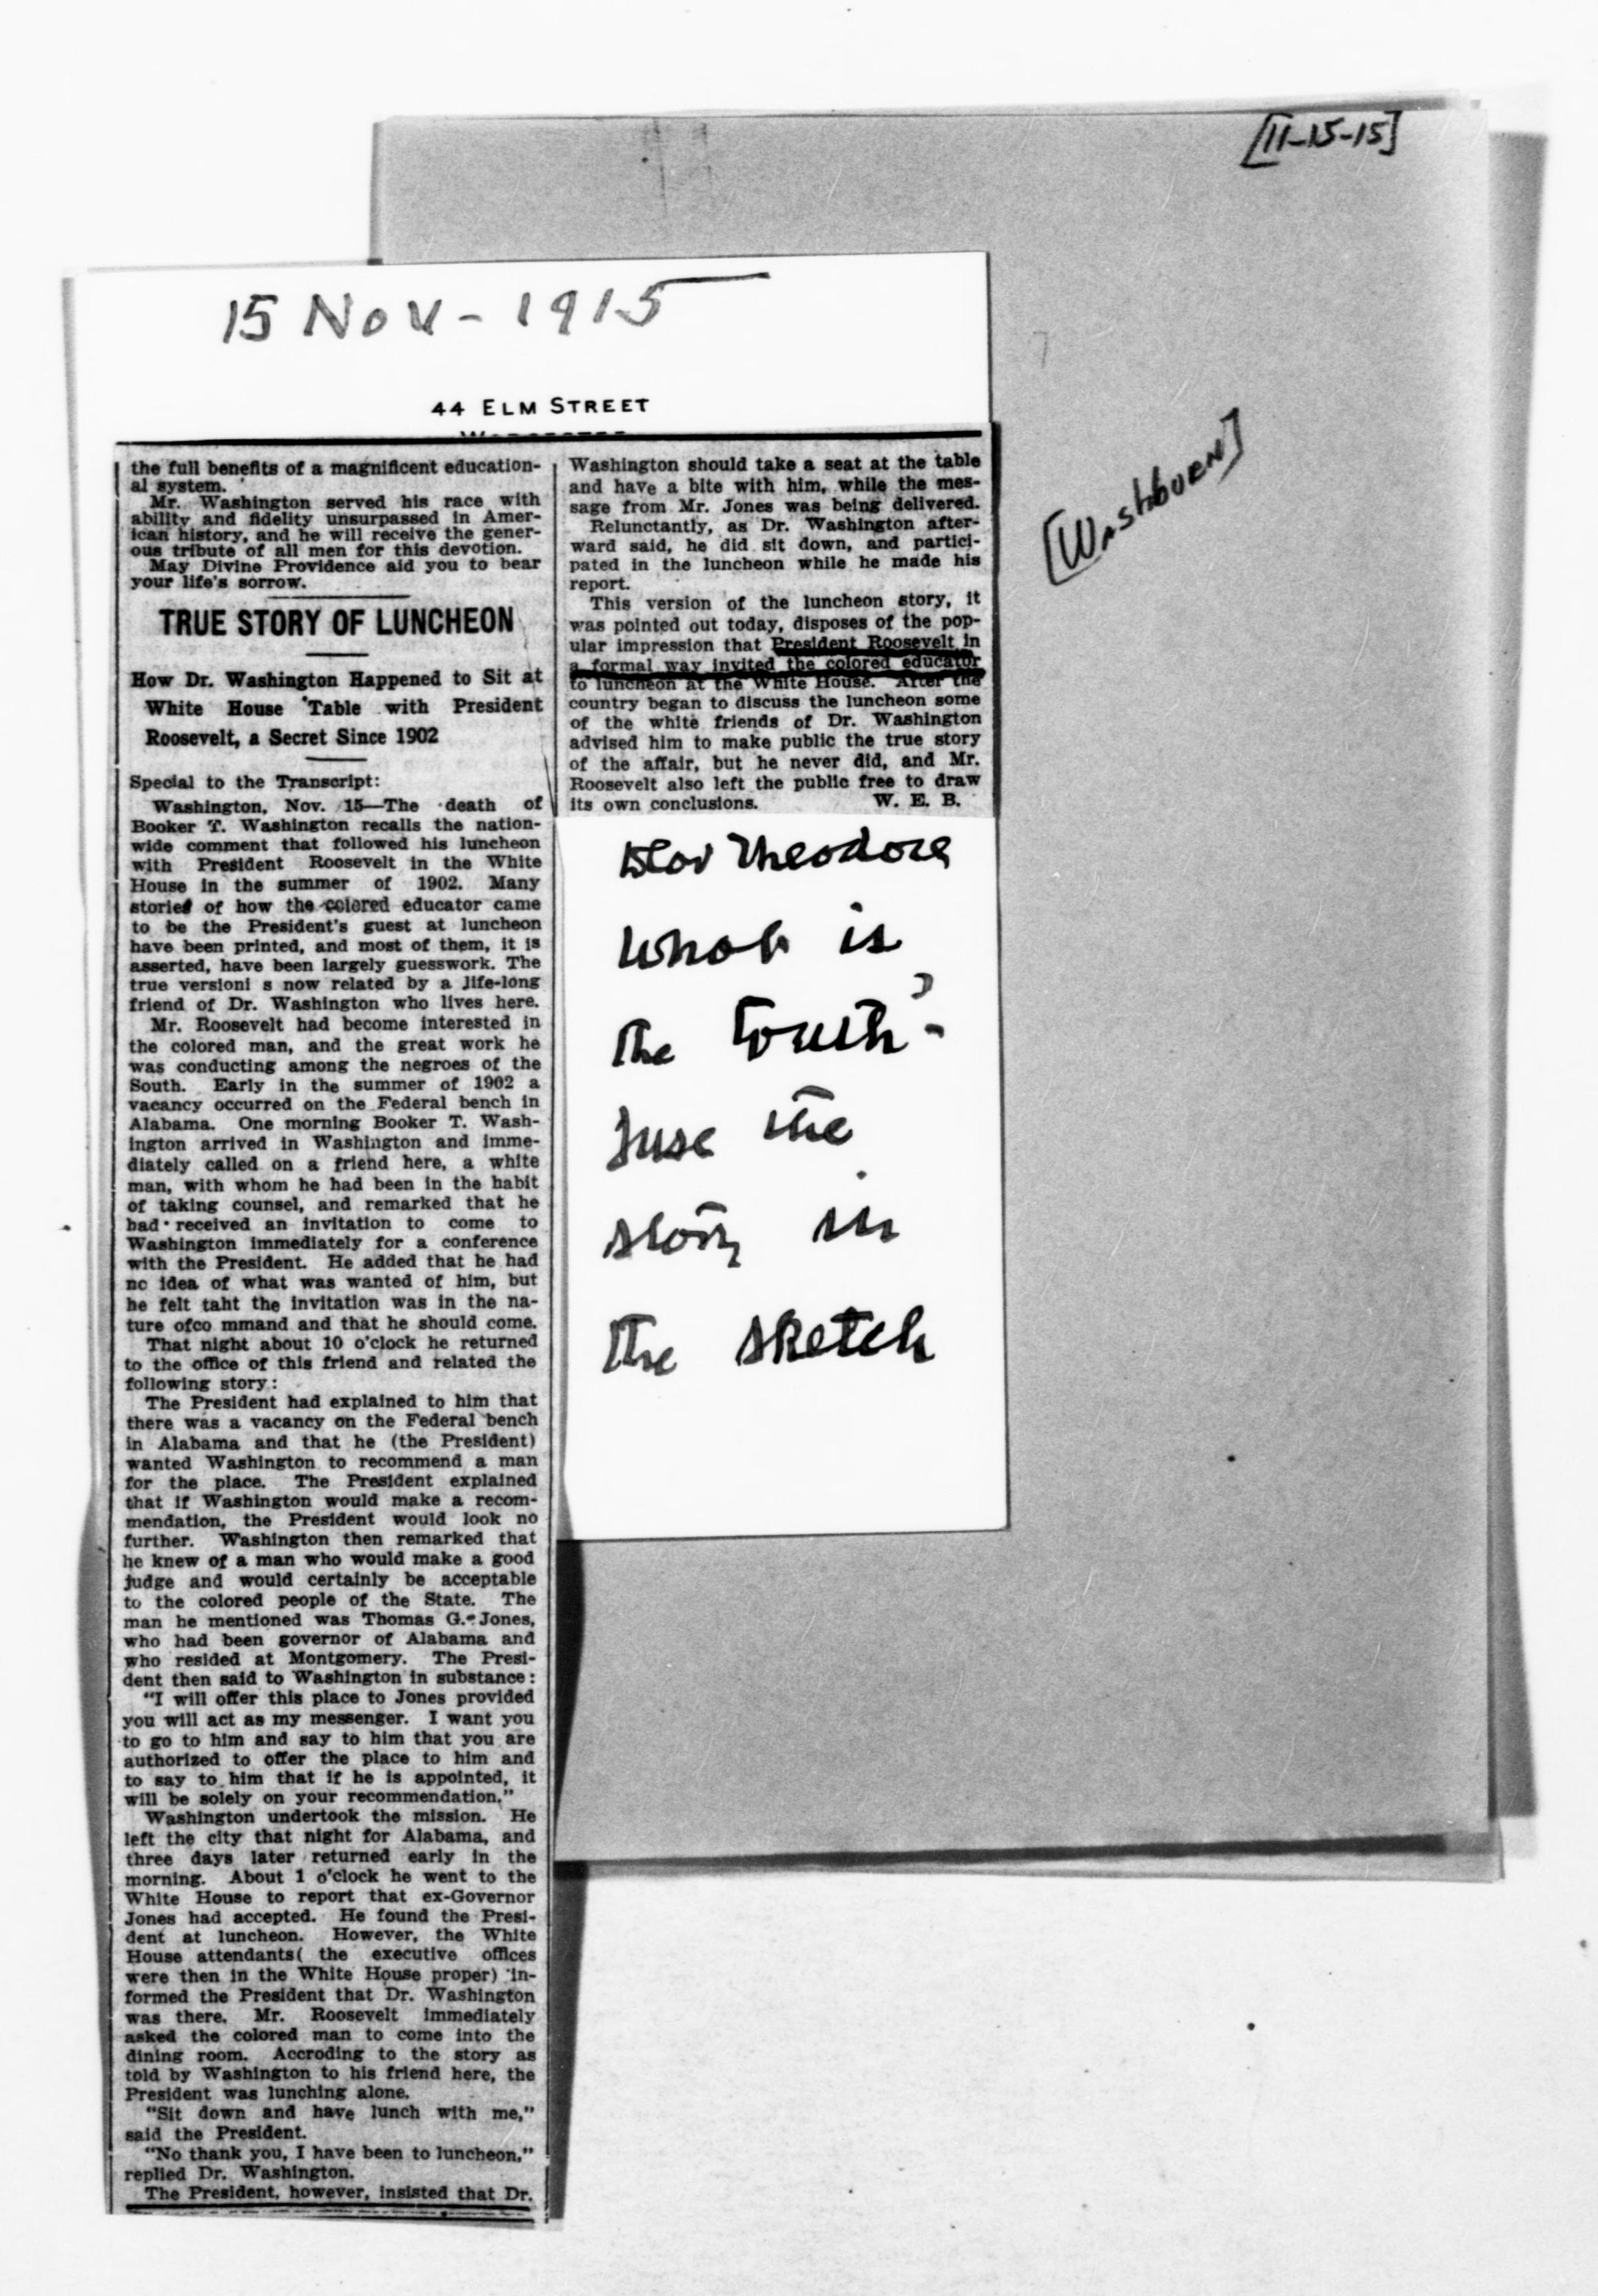 [11-15-15]
15 Nov - 1915
44 ELM STREET
WORCESTER
[Washburn]
the full benefits of a magnificent education-
al system.
Mr. Washington served his race with
ability and fidelity unsurpassed in Amer-
ican history, and he will receive the gener-
ous tribute of all men for this devotion.
May Divine Providence aid you to bear
your life's sorrow.
TRUE STORY OF LUNCHEON
How Dr. Washington Happened to Sit at
White House Table with President
Roosevelt, a Secret Since 1902
Special to the Transcript:
Washington, Nov. 15—The death of
Booker T. Washington recalls the nation-
wide comment that followed his luncheon
with President Roosevelt in the White
House in the summer of 1902. Many
stories of how the colored educator came
to be the President's guest at luncheon
have been printed, and most of them, it is
asserted, have been largely guesswork. The
true versioni s now related by a life-long
friend of Dr. Washington who lives here.
Mr. Roosevelt had become interested in
the colored man, and the great work he
was conducting among the negroes of the
South. Early in the summer of 1902 a
vacancy occurred on the Federal bench in
Alabama. One morning Booker T. Wash-
ington arrived in Washington and imme-
diately called on a friend here, a white
man, with whom he had been in the habit
of taking counsel, and remarked that he
had received an invitation to come to
Washington immediately for a conference
with the President. He added that he had
no idea of what was wanted of him, but
he felt taht the invitation was in the na-
ture ofco mmand and that he should come.
That night about 10 o'clock he returned
to the office of this friend and related the
following story:
The President had explained to him that
there was a vacancy on the Federal bench
in Alabama and that he (the President)
wanted Washington to recommend a man
for the place. The President explained
that if Washington would make a recom-
mendation, the President would look no
further. Washington then remarked that
he knew of a man who would make a good
judge and would certainly be acceptable
to the colored people of the State. The
man he mentioned was Thomas G. Jones,
who had been governor of Alabama and
who resided at Montgomery. The Presi-
dent then said to Washington in substance:
"I will offer this place to Jones provided
you will act as my messenger. I want you
to go to him and say to him that you are
authorized to offer the place to him and
to say to him that if he is appointed, it
will be solely on your recommendation."
Washington undertook the mission. He
left the city that night for Alabama, and
three days later returned early in the
morning. About 1 o'clock he went to the
White House to report that ex-Governor
Jones had accepted. He found the Presi-
dent at luncheon. However, the White
House attendants( the executive offices
were then in the White House proper) in-
formed the President that Dr. Washington
was there. Mr. Roosevelt immediately
asked the colored man to come into the
dining room. Accroding to the story as
told by Washington to his friend here, the
President was lunching alone.
"Sit down and have lunch with me,"
said the President.
"No thank you, I have been to luncheon,"
replied Dr. Washington.
The President, however, insisted that Dr.
Washington should take a seat at the table
and have a bite with him, while the mes-
sage from Mr. Jones was being delivered.
Relunctantly, as Dr. Washington after-
ward said, he did sit down, and partici-
pated in the luncheon while he made his
report.
This version of the luncheon story, it
was pointed out today, disposes of the pop-
ular impression that President Roosevelt in
a formal way invited the colored educator
to luncheon at the White House. After the
country began to discuss the luncheon some
of the white friends of Dr. Washington
advised him to make public the true story
of the affair, but he never did, and Mr.
Roosevelt also left the public free to draw
its own conclusions. W. E. B.
Dear Theodore
What is
the truth?-
I use the
story in
the sketch